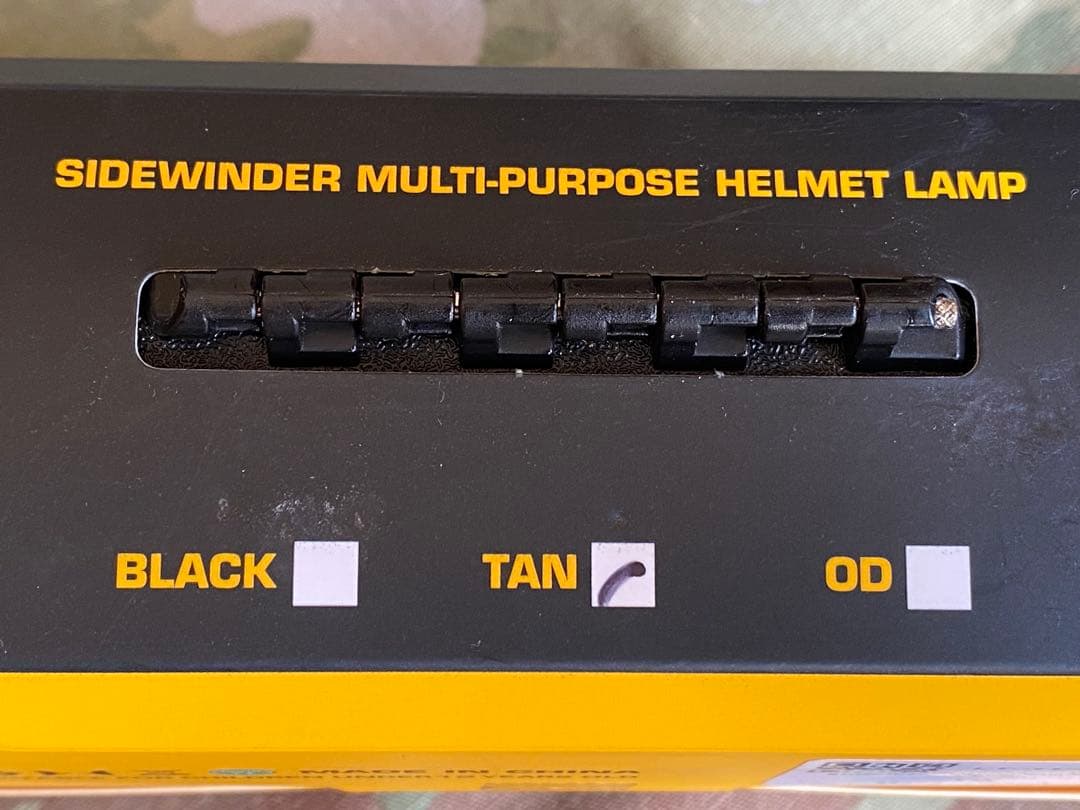 SIDEWINDER MULTI-PURPOSE HELMET LAMP
BLACK
TAN
OD
MADE IN CHINA